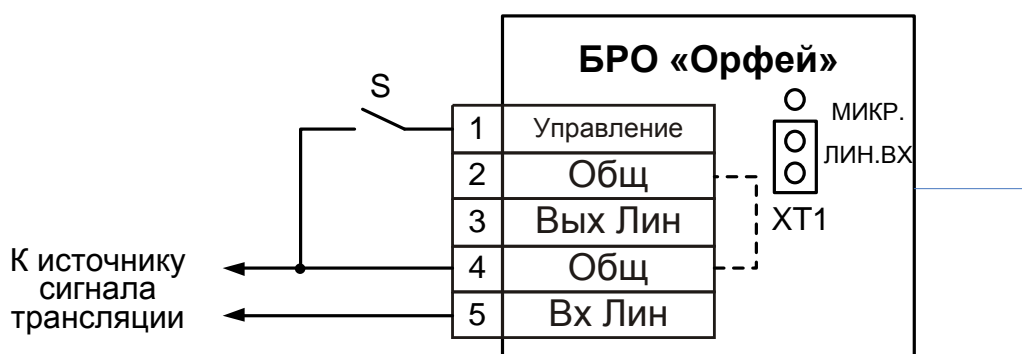 БРО «Орфей»
S
МИКР.
ЛИН.ВХ
XT1
1 Управление
2 Общ
3 Вых Лин
4 Общ
5 Вх Лин
К источнику
сигнала
трансляции